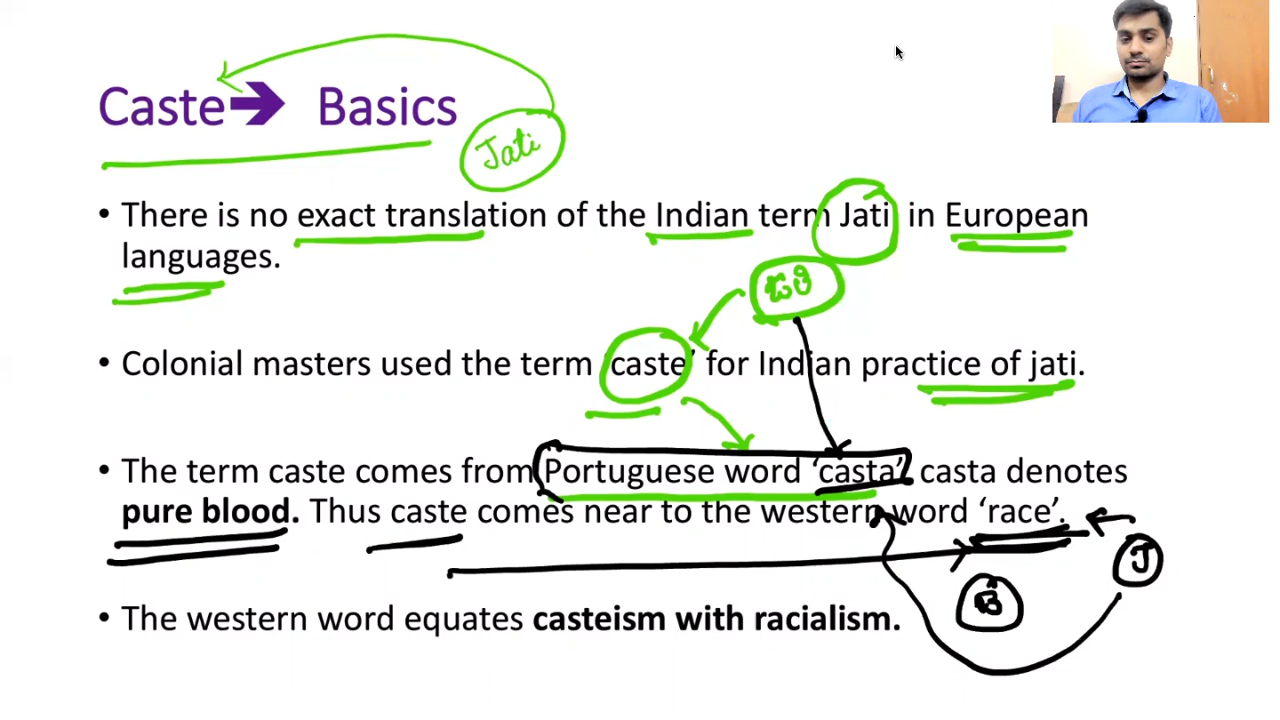 Caste➔ Basics
Jati
• There is no exact translation of the Indian term Jati in European
languages.
• Colonial masters used the term ‘caste’ for Indian practice of jati.
• The term caste comes from Portuguese word ‘casta’. casta denotes
pure blood. Thus caste comes near to the western word ‘race’.
J
• The western word equates casteism with racialism.